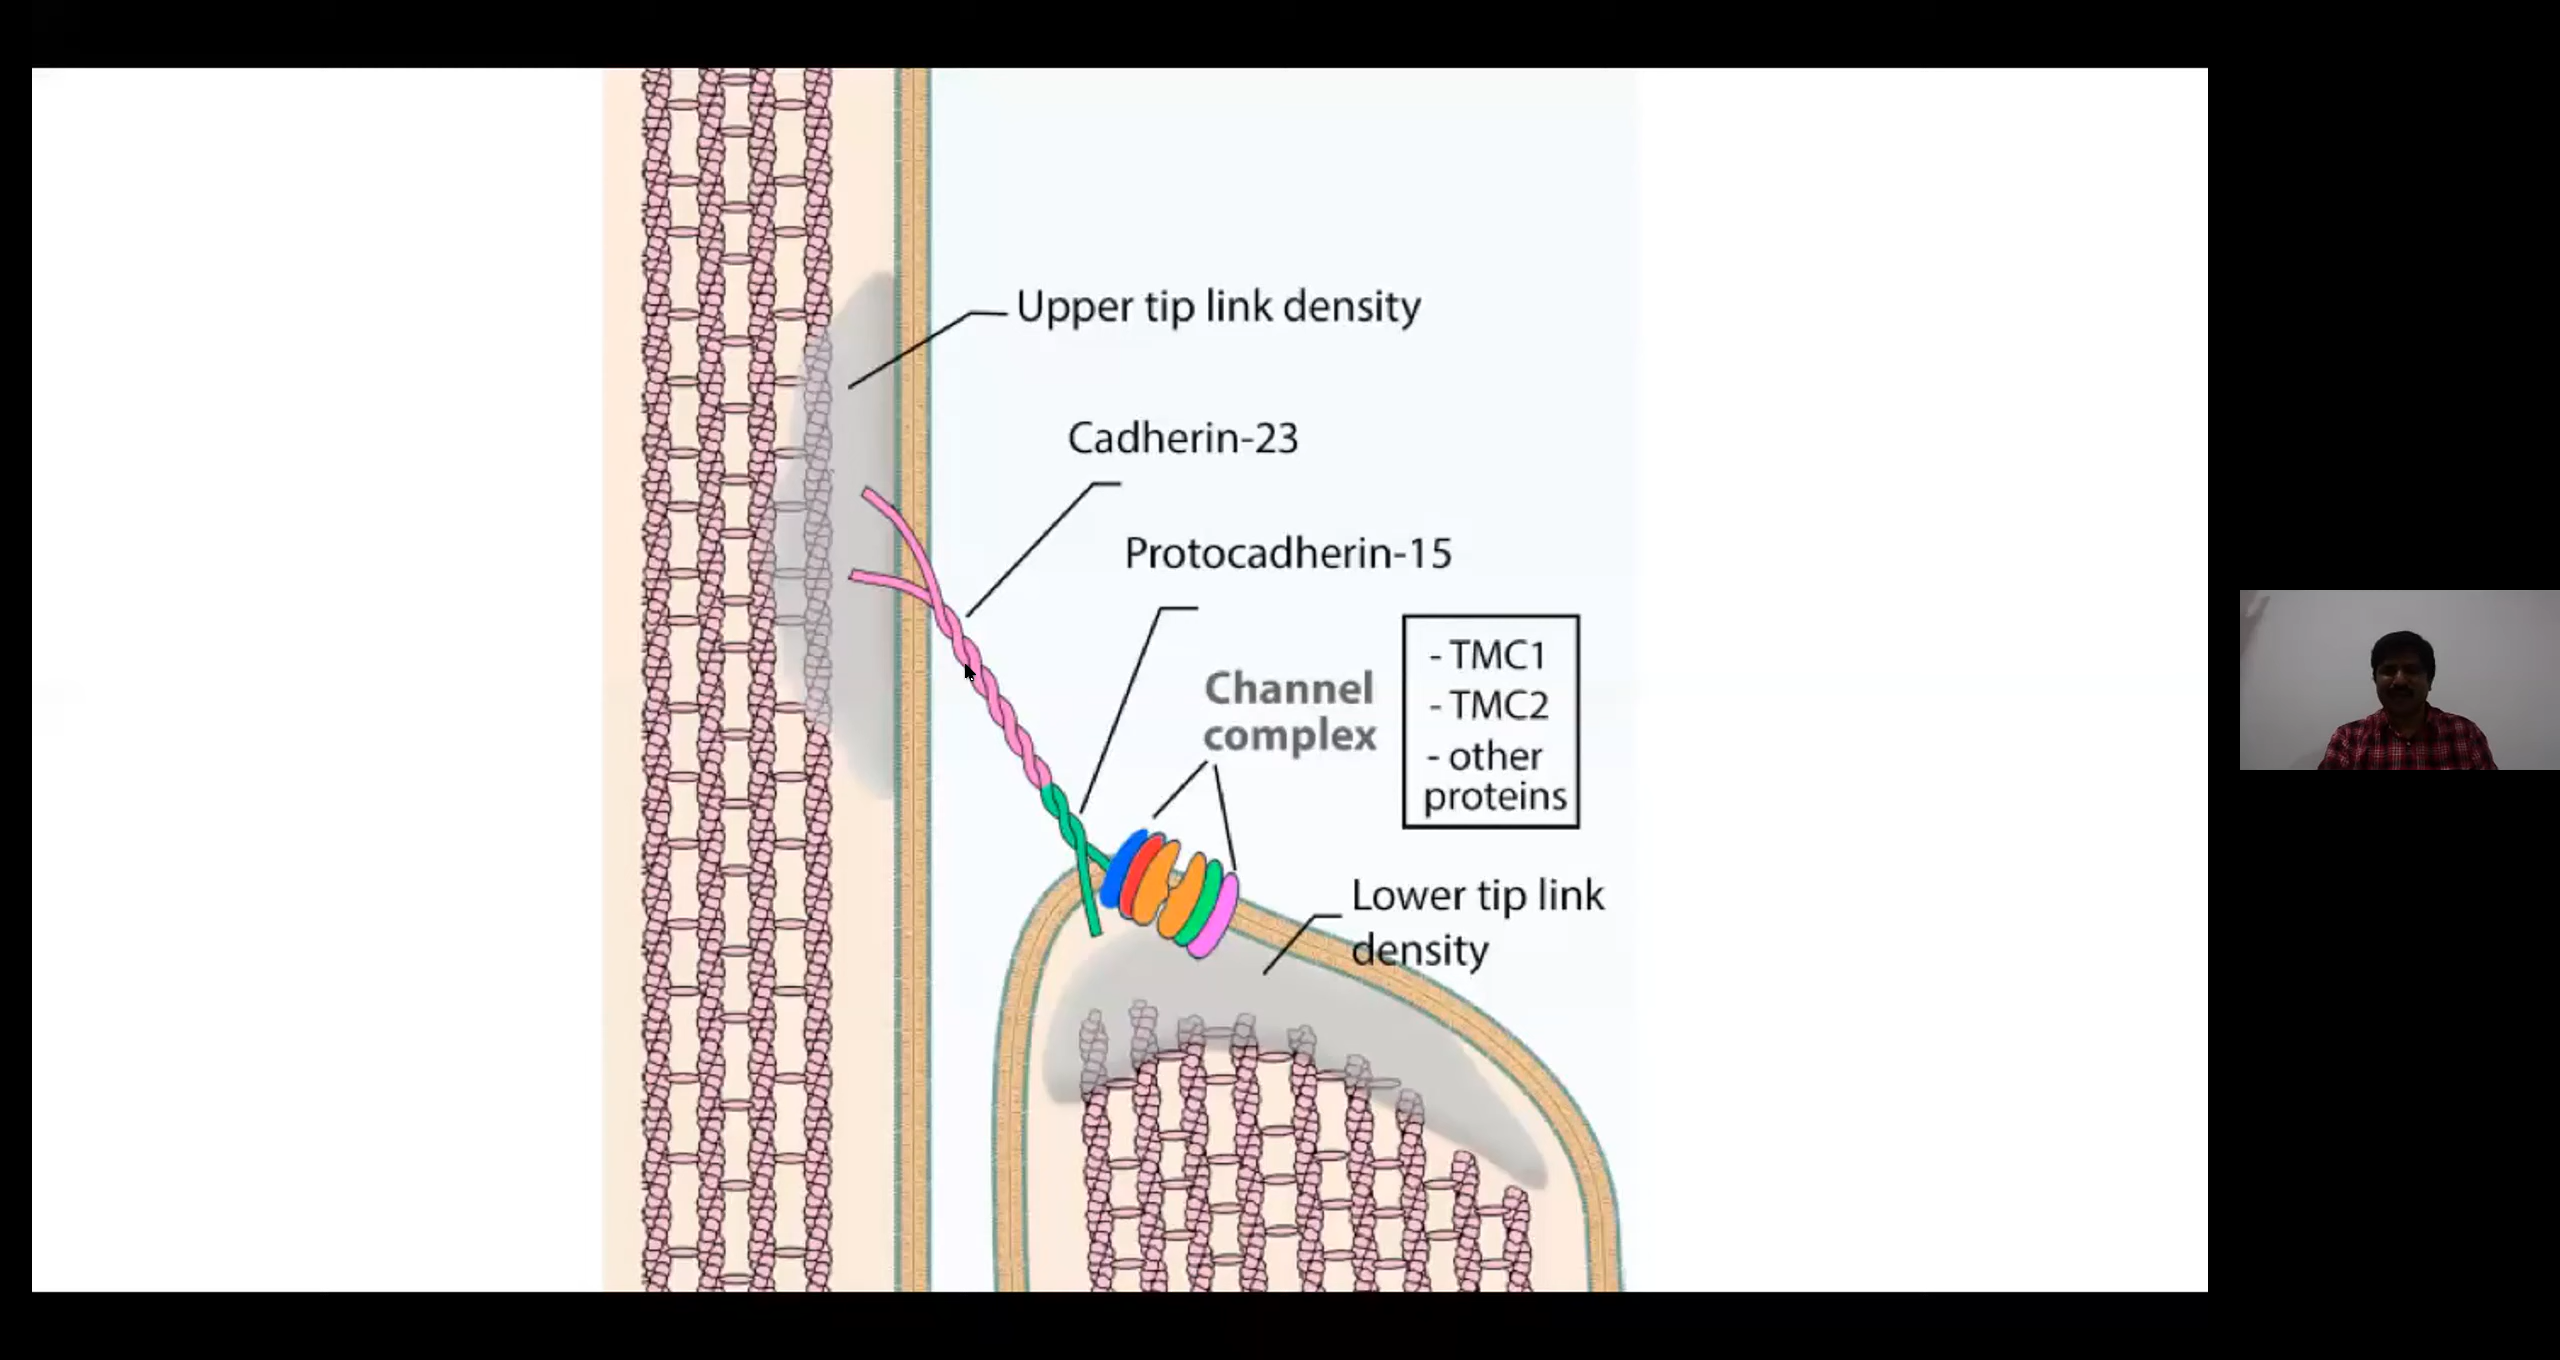 Upper tip link density
Cadherin-23
Protocadherin-15
Channel
complex
- TMC1
- TMC2
- other
proteins
Lower tip link
density